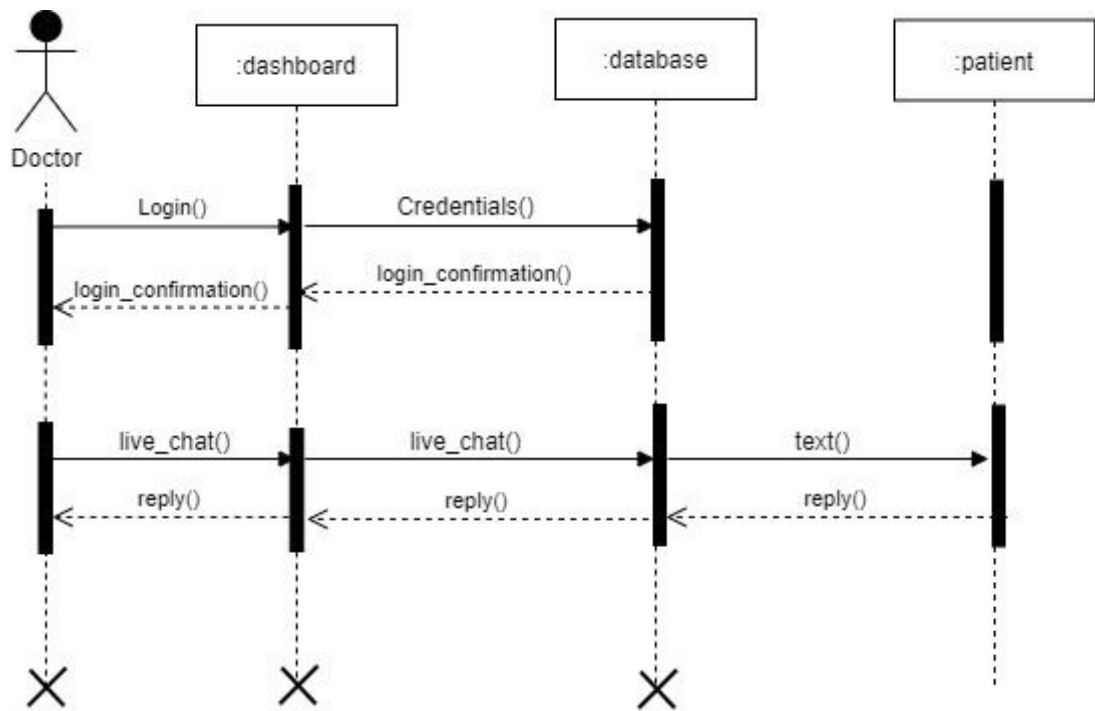 :dashboard
:database
:patient
Doctor
Login()
Credentials()
login_confirmation()
login_confirmation()
live_chat()
live_chat()
text()
reply()
reply()
reply()